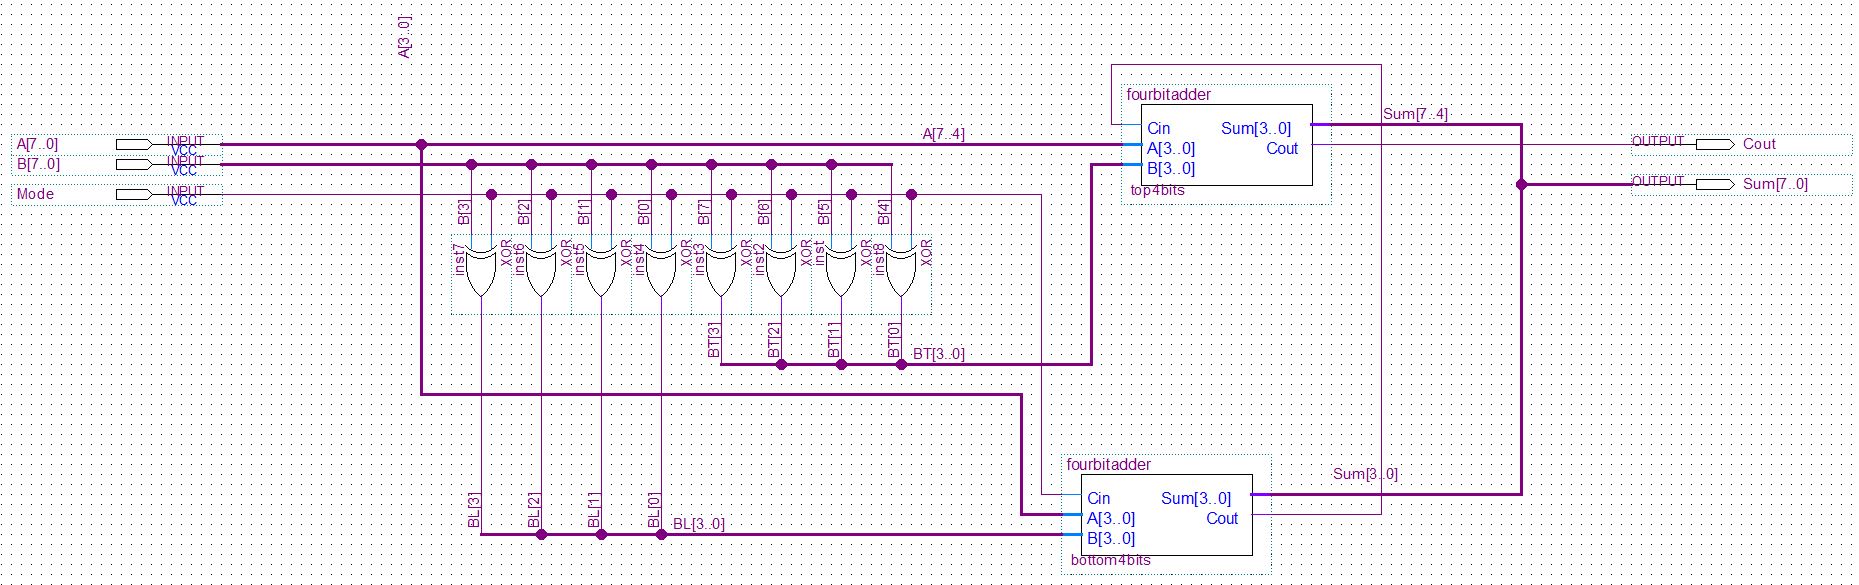 A[3..0]
fourbitadder
Sum[7..4]
Cin Sum[3..0]
A[3..0] Cout
B[3..0]
top4bits
A[7..0] INPUT VCC
B[7..0] INPUT VCC
Mode INPUT VCC
A[7..4]
OUTPUT Cout
OUTPUT Sum[7..0]
B[3] B[2] B[1] B[0] B[7] B[6] B[5] B[4]
inst7 XOR inst6 XOR inst5 XOR inst4 XOR inst3 XOR inst2 XOR inst XOR inst8 XOR
BT[3] BT[2] BT[1] BT[0] BT[3..0]
BL[3] BL[2] BL[1] BL[0] BL[3..0]
fourbitadder
Sum[3..0]
Cin Sum[3..0]
A[3..0] Cout
B[3..0]
bottom4bits